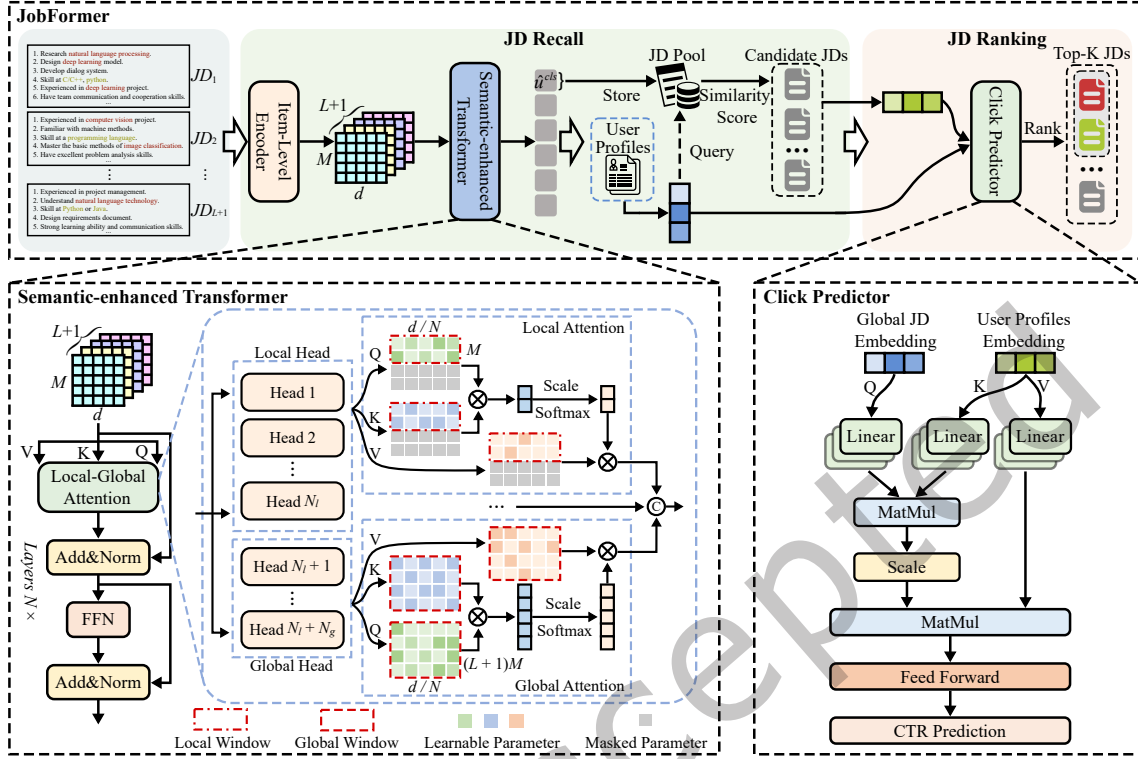 JobFormer
1. Research natural language processing.
2. Design deep learning model.
3. Develop dialog system.
4. Skill at C/C++, python.
5. Experienced in deep learning project.
6. Have team communication and cooperation skills.
...
JD1
1. Experienced in computer vision project.
2. Familiar with machine methods.
3. Skill at a programming language.
4. Master the basic methods of image classification.
5. Have excellent problem analysis skills.
...
JD2
1. Experienced in project management.
2. Understand natural language technology.
3. Skill at Python or Java.
4. Design requirements document.
5. Strong learning ability and communication skills.
...
JDL+1
JD Recall
Item-Level
Encoder
L+1
M
d
Semantic-enhanced
Transformer
û^cls
Store
JD Pool
Similarity
Score
Candidate JDs
User
Profiles
Query
JD Ranking
Click
Predictor
Rank
Top-K JDs
Semantic-enhanced Transformer
L+1
M
d
V
K
Q
Local-Global
Attention
Add&Norm
FFN
Add&Norm
Layers N ×
Local Head
Head 1
Head 2
Head Nl
Head Nl + 1
Head Nl + Ng
Global Head
Local Attention
d / N
Q
M
K
V
Scale
Softmax
C
V
K
Q
Scale
Softmax
(L + 1)M
d / N
Global Attention
Local Window
Global Window
Learnable Parameter
Masked Parameter
Click Predictor
Global JD
Embedding
User Profiles
Embedding
Q
K
V
Linear
Linear
Linear
MatMul
Scale
MatMul
Feed Forward
CTR Prediction